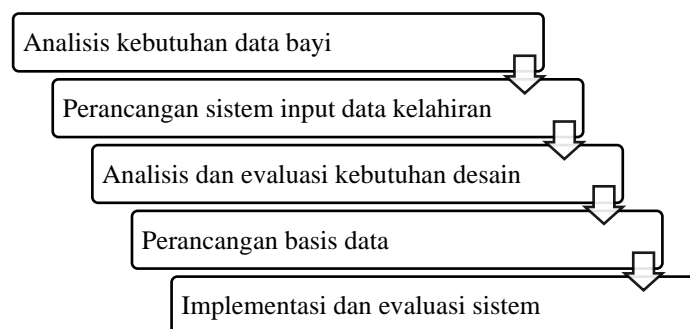 Analisis kebutuhan data bayi
Perancangan sistem input data kelahiran
Analisis dan evaluasi kebutuhan desain
Perancangan basis data
Implementasi dan evaluasi sistem